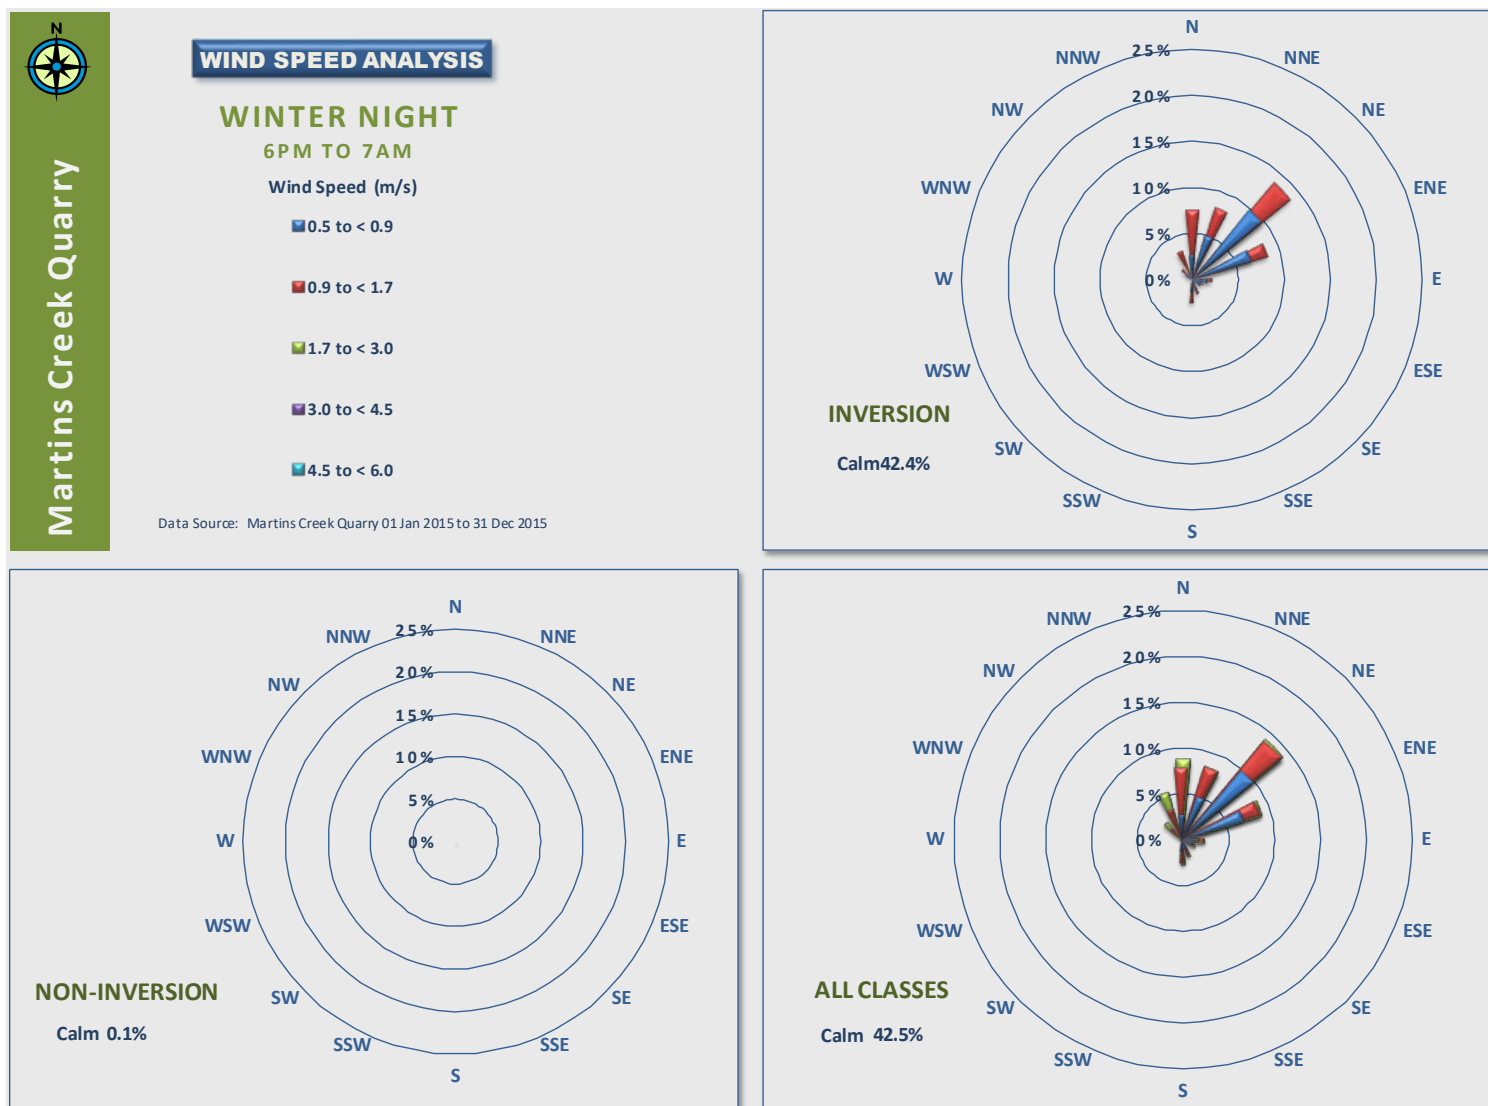 N
Martins Creek Quarry
WIND SPEED ANALYSIS
WINTER NIGHT
6PM TO 7AM
Wind Speed (m/s)
0.5 to < 0.9
0.9 to < 1.7
1.7 to < 3.0
3.0 to < 4.5
4.5 to < 6.0
Data Source: Martins Creek Quarry 01 Jan 2015 to 31 Dec 2015
N
NNE
NE
ENE
E
ESE
SE
SSE
S
SSW
SW
WSW
W
WNW
NW
NNW
25%
20%
15%
10%
5%
0%
INVERSION
Calm42.4%
N
NNE
NE
ENE
E
ESE
SE
SSE
S
SSW
SW
WSW
W
WNW
NW
NNW
25%
20%
15%
10%
5%
0%
NON-INVERSION
Calm 0.1%
N
NNE
NE
ENE
E
ESE
SE
SSE
S
SSW
SW
WSW
W
WNW
NW
NNW
25%
20%
15%
10%
5%
0%
ALL CLASSES
Calm 42.5%